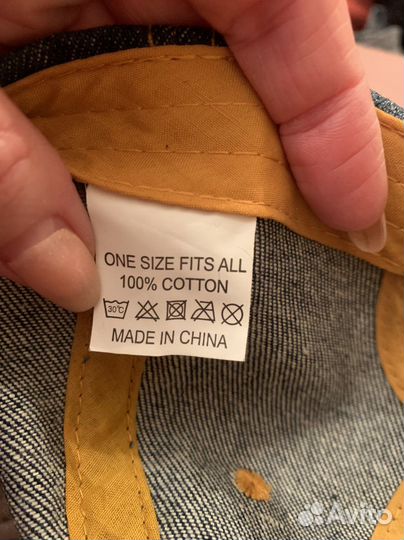 ONE SIZE FITS ALL
100% COTTON
30°C
MADE IN CHINA
Avito